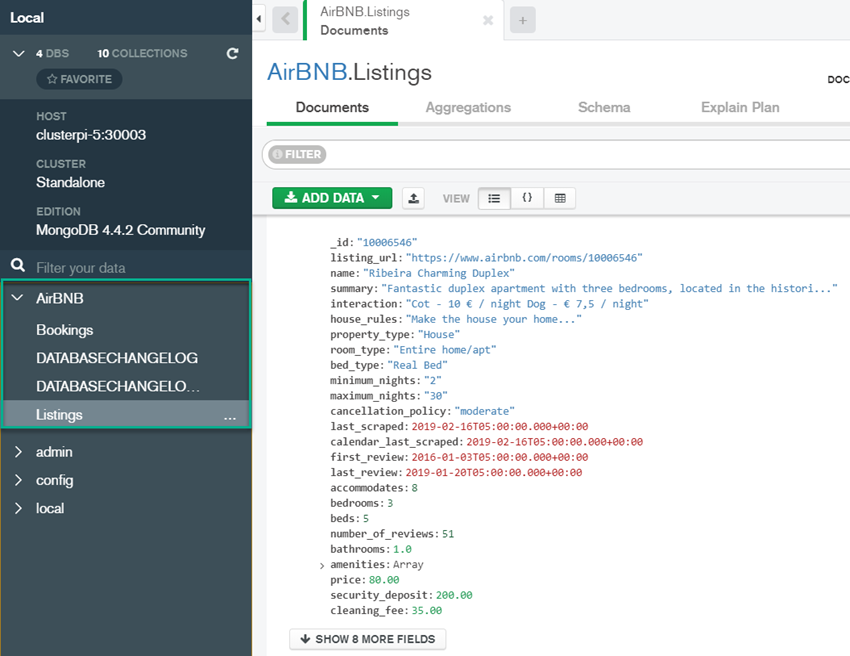 Local
4 DBS 10 COLLECTIONS
FAVORITE
HOST
clusterpi-5:30003
CLUSTER
Standalone
EDITION
MongoDB 4.4.2 Community
Filter your data
AirBNB
Bookings
DATABASECHANGELOG
DATABASECHANGELO...
Listings ...
admin
config
local
AirBNB.Listings
Documents
AirBNB.Listings
DOC
Documents Aggregations Schema Explain Plan
FILTER
ADD DATA VIEW {}
_id: "10006546"
listing_url: "https://www.airbnb.com/rooms/10006546"
name: "Ribeira Charming Duplex"
summary: "Fantastic duplex apartment with three bedrooms, located in the histori..."
interaction: "Cot - 10 € / night Dog - € 7,5 / night"
house_rules: "Make the house your home..."
property_type: "House"
room_type: "Entire home/apt"
bed_type: "Real Bed"
minimum_nights: "2"
maximum_nights: "30"
cancellation_policy: "moderate"
last_scraped: 2019-02-16T05:00:00.000+00:00
calendar_last_scraped: 2019-02-16T05:00:00.000+00:00
first_review: 2016-01-03T05:00:00.000+00:00
last_review: 2019-01-20T05:00:00.000+00:00
accommodates: 8
bedrooms: 3
beds: 5
number_of_reviews: 51
bathrooms: 1.0
amenities: Array
price: 80.00
security_deposit: 200.00
cleaning_fee: 35.00
SHOW 8 MORE FIELDS